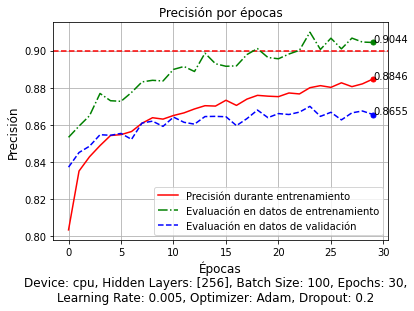 Precisión por épocas
Precisión
0.90
0.88
0.86
0.84
0.82
0.80
0.9044
0.8846
0.8655
Precisión durante entrenamiento
Evaluación en datos de entrenamiento
Evaluación en datos de validación
0
5
10
15
20
25
30
Épocas
Device: cpu, Hidden Layers: [256], Batch Size: 100, Epochs: 30,
Learning Rate: 0.005, Optimizer: Adam, Dropout: 0.2